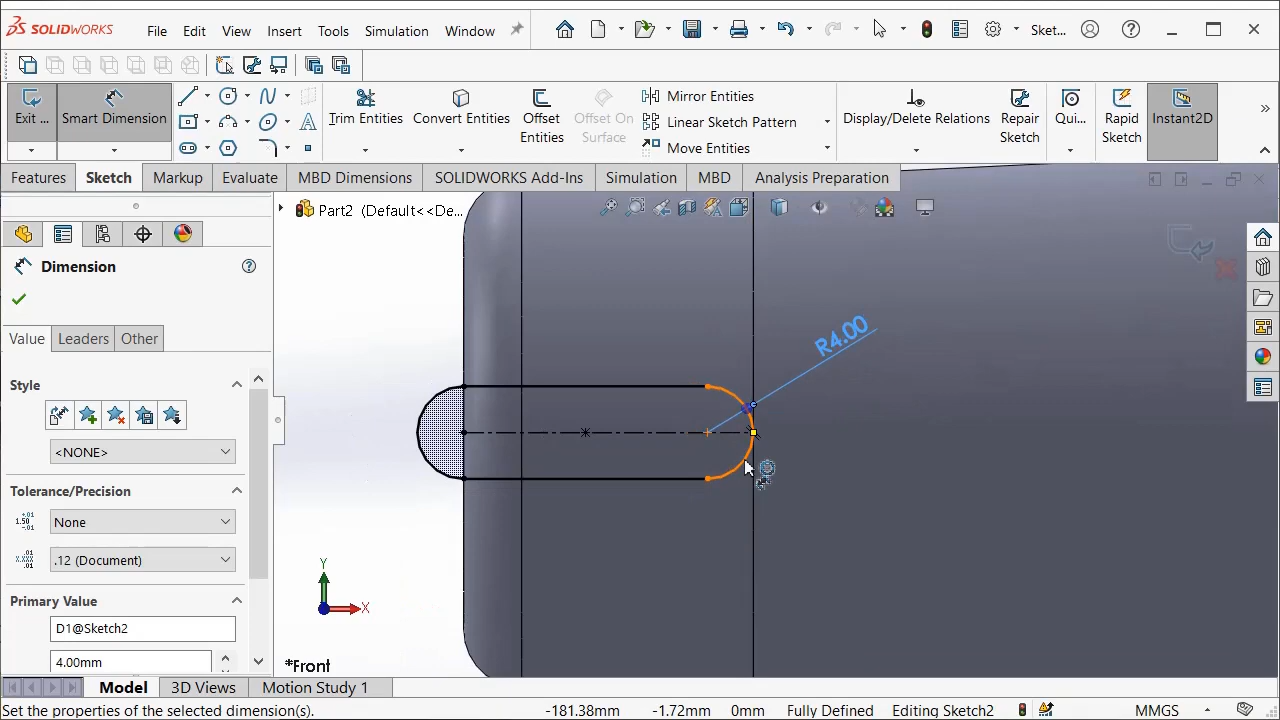 SOLIDWORKS
File Edit View Insert Tools Simulation Window
Sket...
Exit ... Smart Dimension
Trim Entities Convert Entities Offset Entities Offset On Surface
Mirror Entities
Linear Sketch Pattern
Move Entities
Display/Delete Relations Repair Sketch Qui... Rapid Sketch Instant2D
Features Sketch Markup Evaluate MBD Dimensions SOLIDWORKS Add-Ins Simulation MBD Analysis Preparation
Part2 (Default<<De...
Dimension
Value Leaders Other
Style
<NONE>
Tolerance/Precision
None
.12 (Document)
Primary Value
D1@Sketch2
4.00mm
R4.00
Y
X
*Front
Model 3D Views Motion Study 1
Set the properties of the selected dimension(s). -181.38mm -1.72mm 0mm Fully Defined Editing Sketch2 MMGS